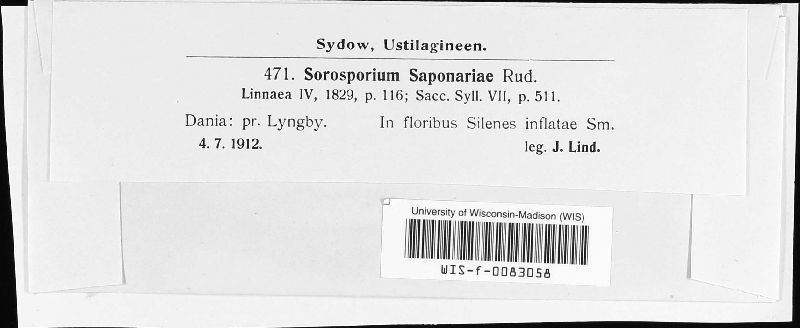 Sydow, Ustilagineen.
471. Sorosporium Saponariae Rud.
Linnaea IV, 1829, p. 116; Sacc. Syll. VII, p. 511.
Dania: pr. Lyngby. In floribus Silenes inflatae Sm.
4. 7. 1912. leg. J. Lind.
University of Wisconsin-Madison (WIS)
WIS-f-0083058